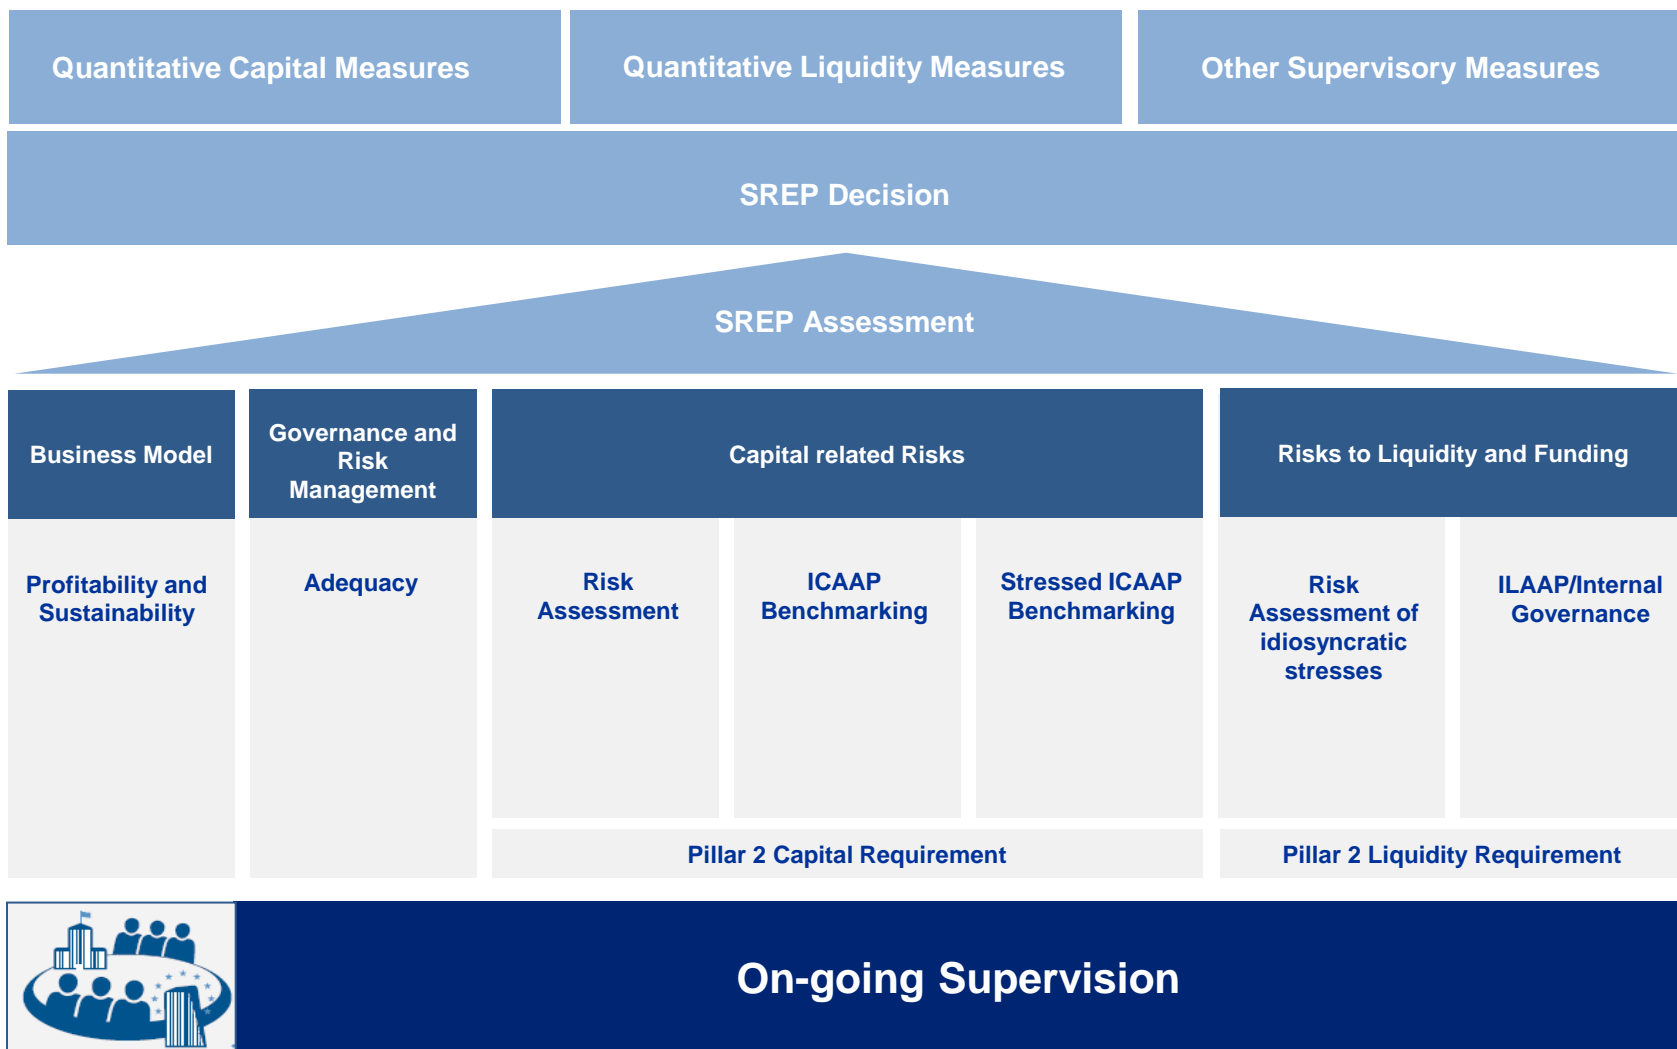 Quantitative Capital Measures
Quantitative Liquidity Measures
Other Supervisory Measures
SREP Decision
SREP Assessment
Business Model
Governance and
Risk
Management
Capital related Risks
Risks to Liquidity and Funding
Profitability and
Sustainability
Adequacy
Risk
Assessment
ICAAP
Benchmarking
Stressed ICAAP
Benchmarking
Risk
Assessment of
idiosyncratic
stresses
ILAAP/Internal
Governance
Pillar 2 Capital Requirement
Pillar 2 Liquidity Requirement
On-going Supervision